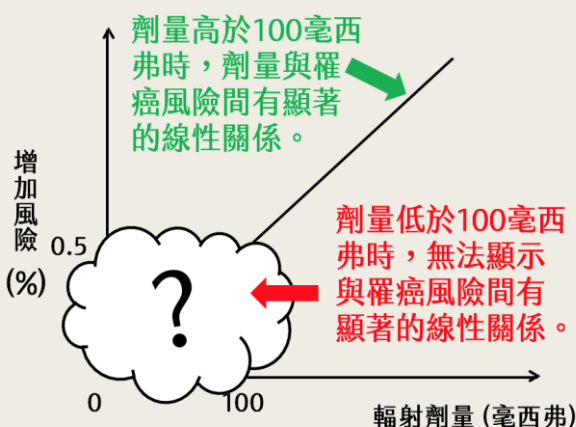 劑量高於100毫西
弗時，劑量與罹
癌風險間有顯著
的線性關係。
增加風險
(%)
0.5
?
劑量低於100毫西
弗時，無法顯示
與罹癌風險間有
顯著的線性關係。
0
100
輻射劑量 (毫西弗)